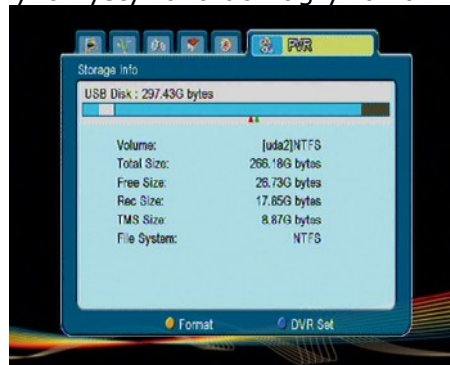 PVR
Storage Info
USB Disk : 297.43G bytes
Volume: [uda2]NTFS
Total Size: 266.18G bytes
Free Size: 26.73G bytes
Rec Size: 17.85G bytes
TMS Size: 8.87G bytes
File System: NTFS
Format DVR Set